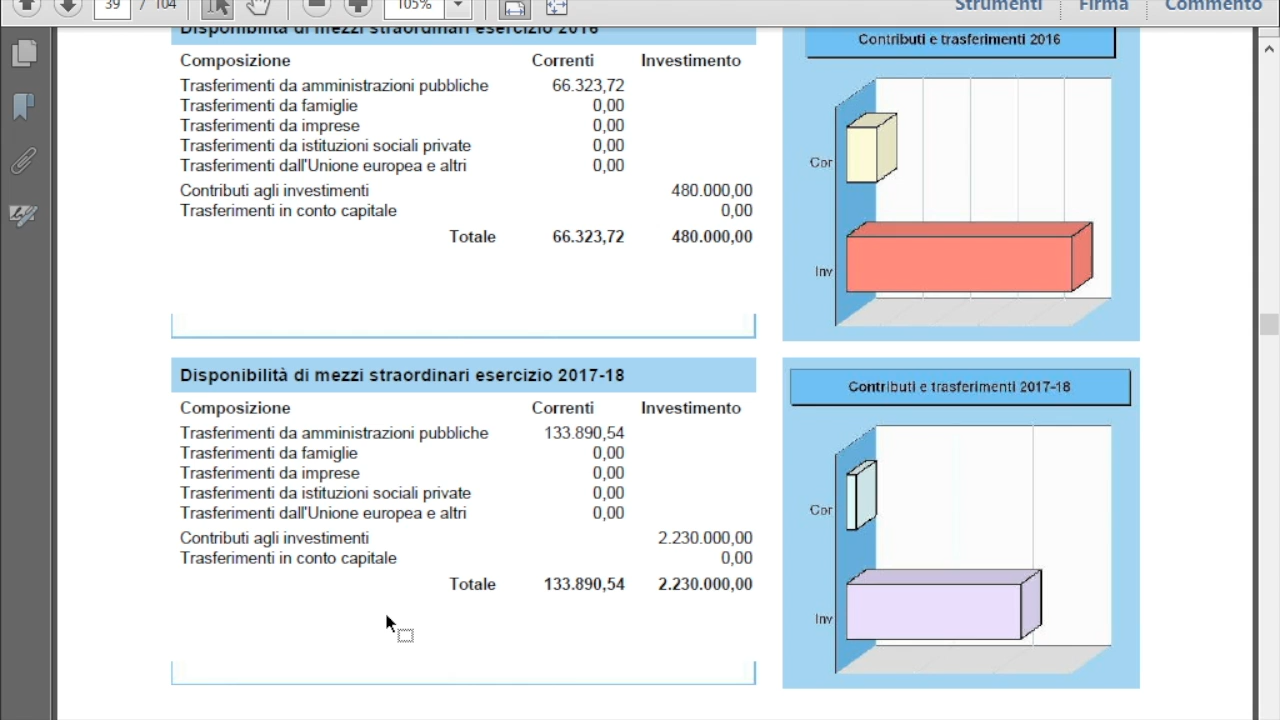 39 / 104 105% Strumenti Firma Commento
Disponibilità di mezzi straordinari esercizio 2016
Composizione Correnti Investimento
Trasferimenti da amministrazioni pubbliche 66.323,72
Trasferimenti da famiglie 0,00
Trasferimenti da imprese 0,00
Trasferimenti da istituzioni sociali private 0,00
Trasferimenti dall'Unione europea e altri 0,00
Contributi agli investimenti 480.000,00
Trasferimenti in conto capitale 0,00
Totale 66.323,72 480.000,00
Contributi e trasferimenti 2016
Cor
Inv
Disponibilità di mezzi straordinari esercizio 2017-18
Composizione Correnti Investimento
Trasferimenti da amministrazioni pubbliche 133.890,54
Trasferimenti da famiglie 0,00
Trasferimenti da imprese 0,00
Trasferimenti da istituzioni sociali private 0,00
Trasferimenti dall'Unione europea e altri 0,00
Contributi agli investimenti 2.230.000,00
Trasferimenti in conto capitale 0,00
Totale 133.890,54 2.230.000,00
Contributi e trasferimenti 2017-18
Cor
Inv